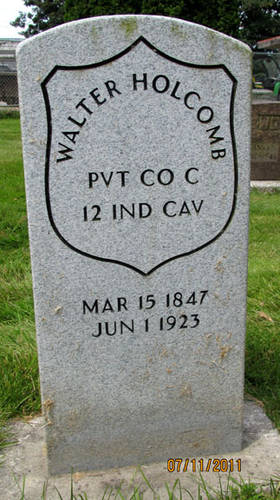 WALTER HOLCOMB
PVT CO C
12 IND CAV
MAR 15 1847
JUN 1 1923
07/11/2011